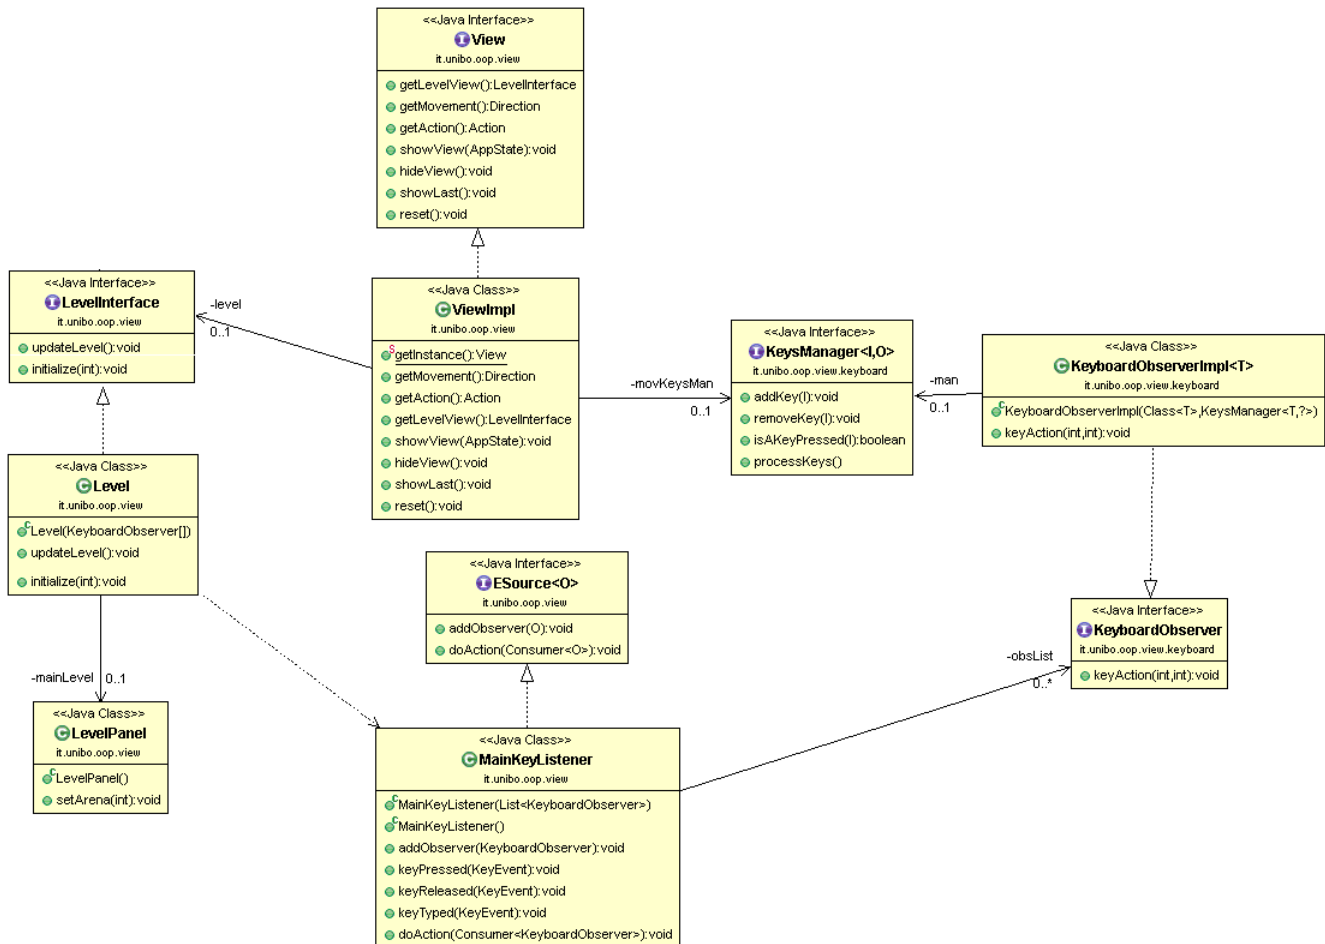 <<Java Interface>>
View
it.unibo.oop.view
getLevelView():LevelInterface
getMovement():Direction
getAction():Action
showView(AppState):void
hideView():void
showLast():void
reset():void
<<Java Interface>>
LevelInterface
it.unibo.oop.view
updateLevel():void
initialize(int):void
-level
0..1
<<Java Class>>
ViewImpl
it.unibo.oop.view
getInstance():View
getMovement():Direction
getAction():Action
getLevelView():LevelInterface
showView(AppState):void
hideView():void
showLast():void
reset():void
-movKeysMan
0..1
<<Java Interface>>
KeysManager<I,O>
it.unibo.oop.view.keyboard
addKey(I):void
removeKey(I):void
isAKeyPressed(I):boolean
processKeys()
-man
0..1
<<Java Class>>
KeyboardObserverImpl<T>
it.unibo.oop.view.keyboard
KeyboardObserverImpl(Class<T>,KeysManager<T,?>)
keyAction(int,int):void
<<Java Class>>
Level
it.unibo.oop.view
Level(KeyboardObserver[])
updateLevel():void
initialize(int):void
<<Java Interface>>
ESource<O>
it.unibo.oop.view
addObserver(O):void
doAction(Consumer<O>):void
<<Java Interface>>
KeyboardObserver
it.unibo.oop.view.keyboard
keyAction(int,int):void
-obsList
0..*
-mainLevel
0..1
<<Java Class>>
LevelPanel
it.unibo.oop.view
LevelPanel()
setArena(int):void
<<Java Class>>
MainKeyListener
it.unibo.oop.view
MainKeyListener(List<KeyboardObserver>)
MainKeyListener()
addObserver(KeyboardObserver):void
keyPressed(KeyEvent):void
keyReleased(KeyEvent):void
keyTyped(KeyEvent):void
doAction(Consumer<KeyboardObserver>):void